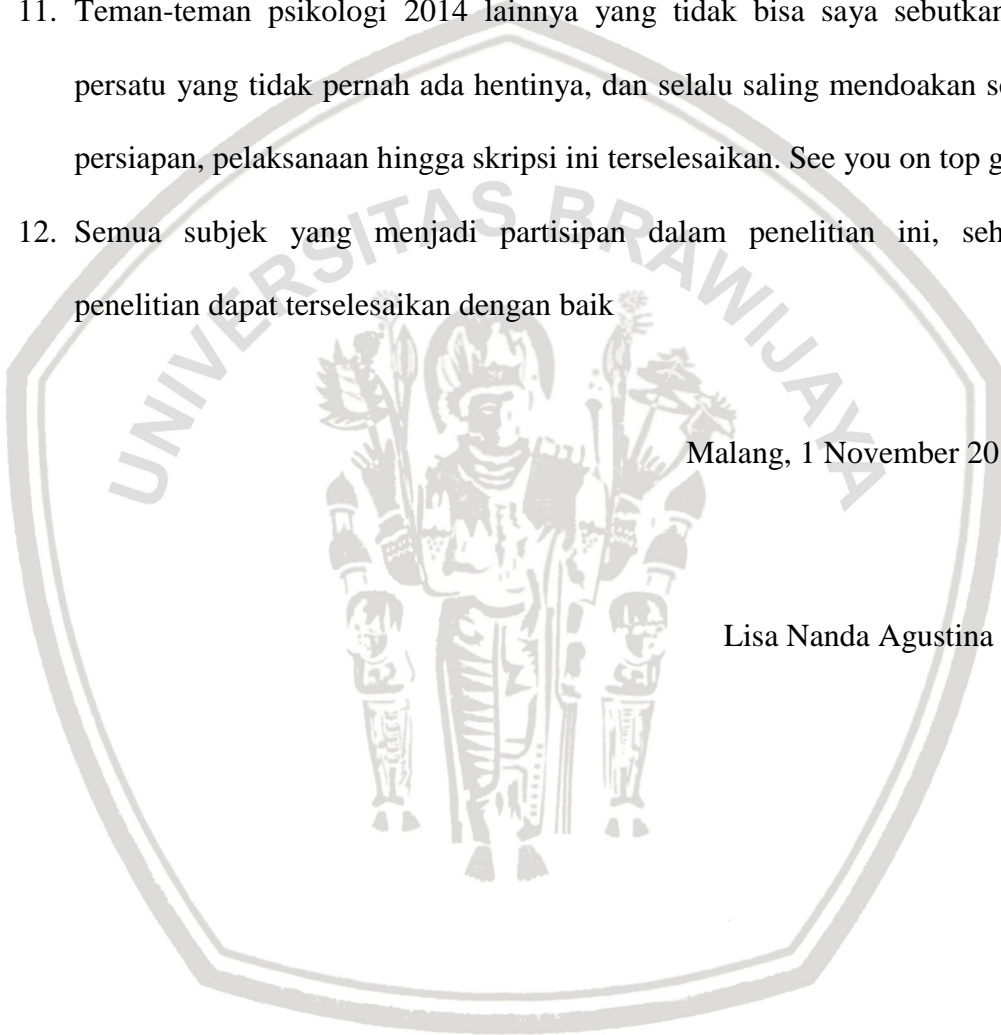 11. Teman-teman psikologi 2014 lainnya yang tidak bisa saya sebutkan
persatu yang tidak pernah ada hentinya, dan selalu saling mendoakan
persiapan, pelaksanaan hingga skripsi ini terselesaikan. See you on top
12. Semua subjek yang menjadi partisipan dalam penelitian ini,
penelitian dapat terselesaikan dengan baik
Malang, 1 November 20
Lisa Nanda Agustina
UNIVERSITAS BRAWIJAYA